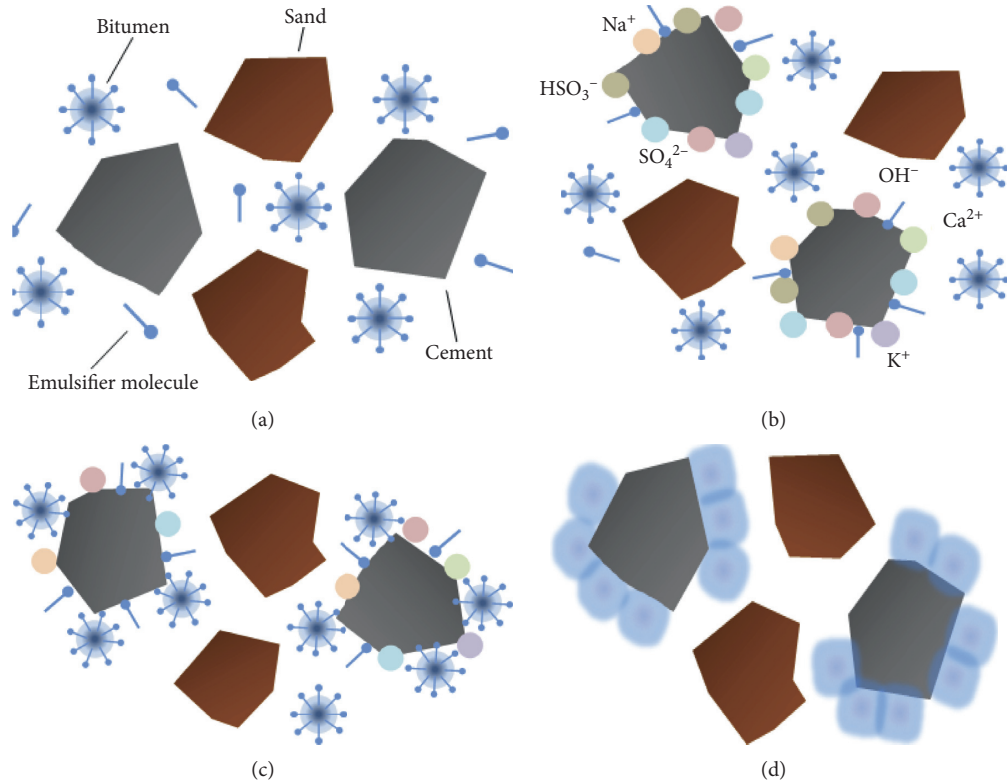 Bitumen
Sand
Cement
Emulsifier molecule
(a)
Na⁺
HSO₃⁻
SO₄²⁻
OH⁻
Ca²⁺
K⁺
(b)
(c)
(d)